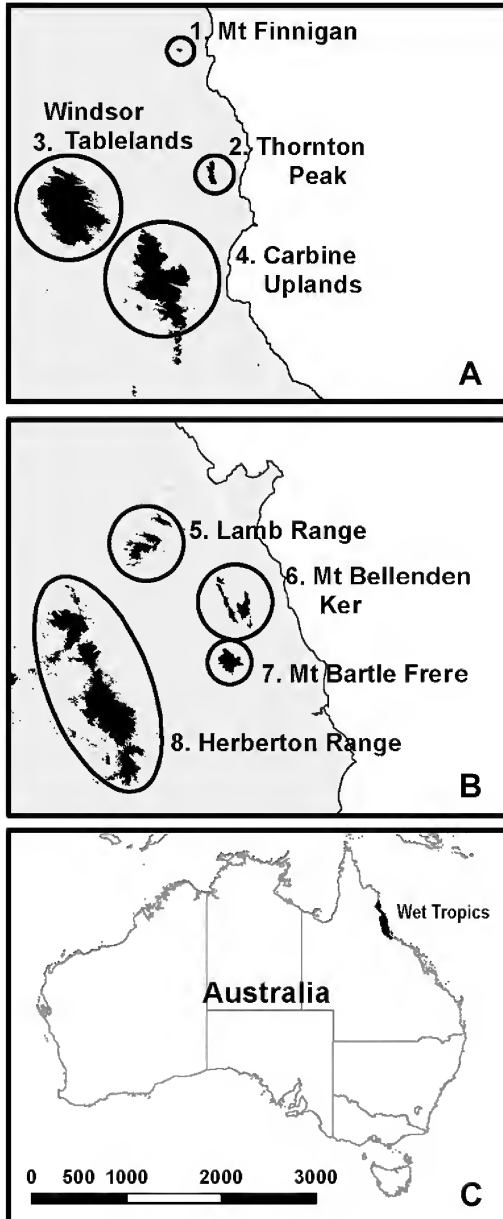 1. Mt Finnigan
Windsor
3. Tablelands
2. Thornton
Peak
4. Carbine
Uplands
A
5. Lamb Range
6. Mt Bellenden
Ker
7. Mt Bartle Frere
8. Herberton Range
B
Wet Tropics
Australia
0 500 1000 2000 3000
C